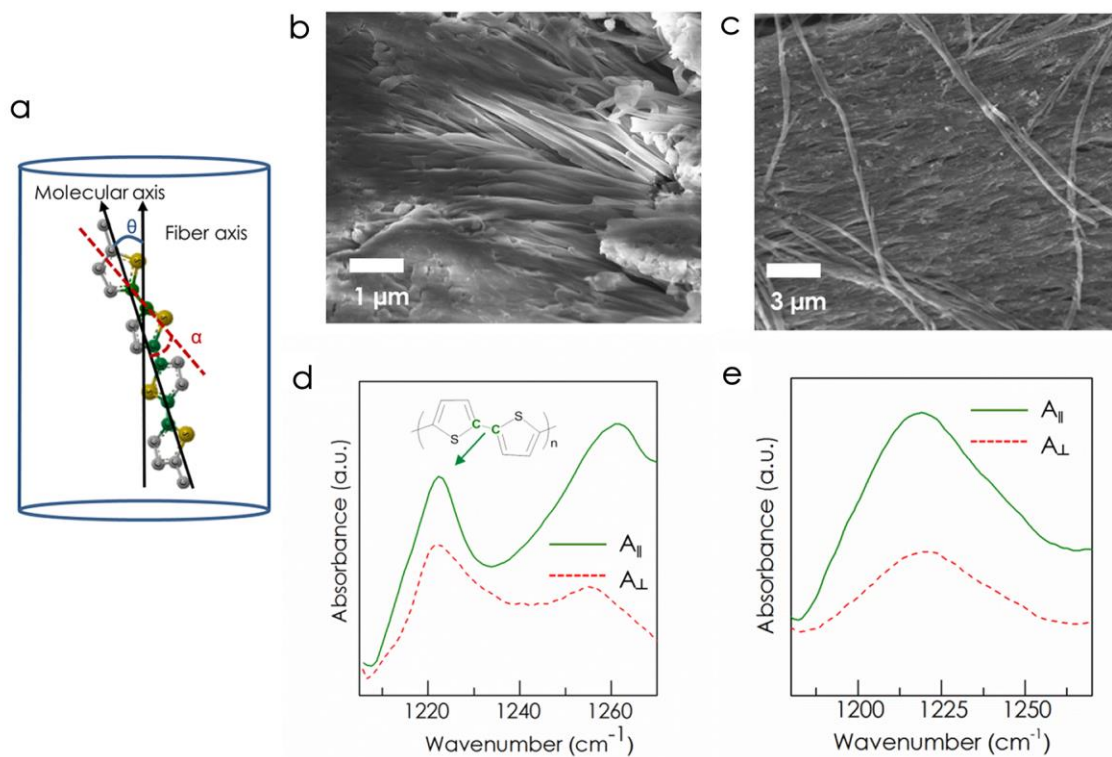 a
Molecular axis
θ
Fiber axis
α
b
1 µm
c
3 µm
d
S
C
C
S
n
A∥
A⊥
Absorbance (a.u.)
1220 1240 1260
Wavenumber (cm⁻¹)
e
A∥
A⊥
Absorbance (a.u.)
1200 1225 1250
Wavenumber (cm⁻¹)